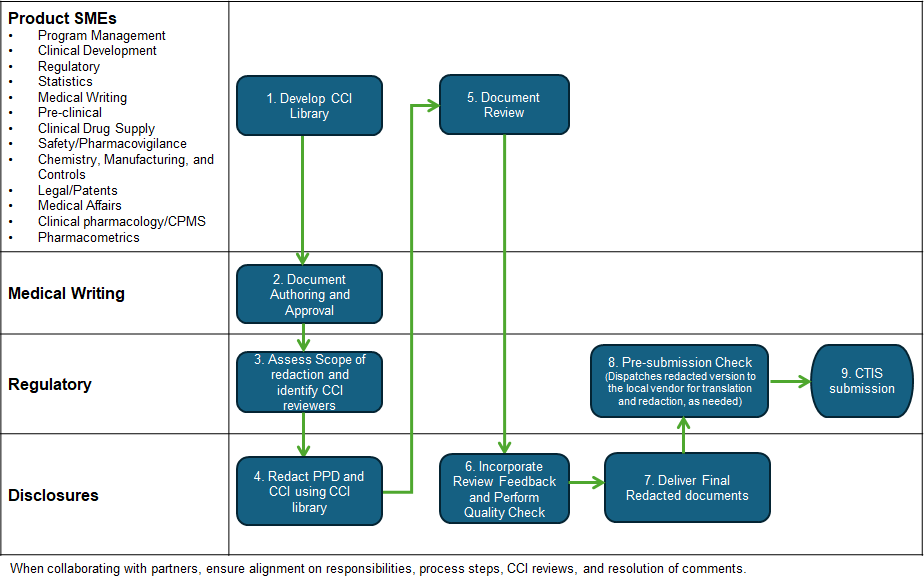 Product SMEs
• Program Management
• Clinical Development
• Regulatory
• Statistics
• Medical Writing
• Pre-clinical
• Clinical Drug Supply
• Safety/Pharmacovigilance
• Chemistry, Manufacturing, and
Controls
• Legal/Patents
• Medical Affairs
• Clinical pharmacology/CPMS
• Pharmacometrics
1. Develop CCI
Library
5. Document
Review
Medical Writing
2. Document
Authoring and
Approval
Regulatory
3. Assess Scope of
redaction and
identify CCI
reviewers
8. Pre-submission Check
(Dispatches redacted version to
the local vendor for translation
and redaction, as needed)
9. CTIS
submission
Disclosures
4. Redact PPD and
CCI using CCI
library
6. Incorporate
Review Feedback
and Perform
Quality Check
7. Deliver Final
Redacted documents
When collaborating with partners, ensure alignment on responsibilities, process steps, CCI reviews, and resolution of comments.